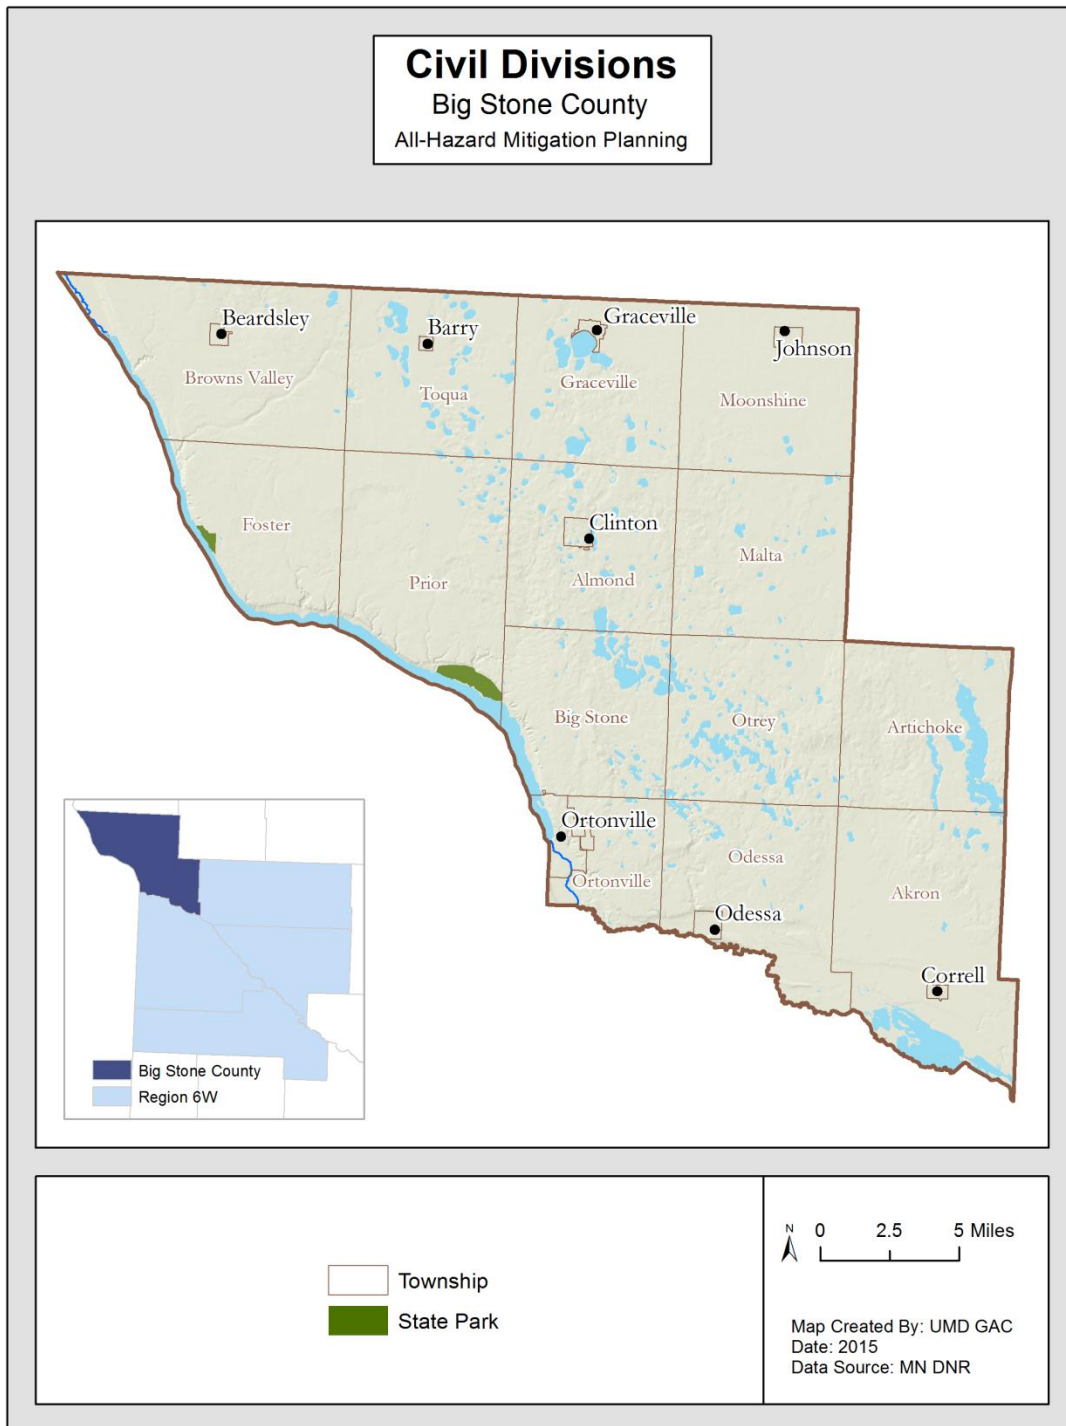 Civil Divisions
Big Stone County
All-Hazard Mitigation Planning
Beardsley
Barry
Graceville
Johnson
Browns Valley
Toqua
Graceville
Moonshine
Foster
Clinton
Prior
Almond
Malta
Big Stone
Otrey
Artichoke
Ortonville
Odessa
Ortonville
Akron
Odessa
Correll
Big Stone County
Region 6W
Township
State Park
N
0 2.5 5 Miles
Map Created By: UMD GAC
Date: 2015
Data Source: MN DNR